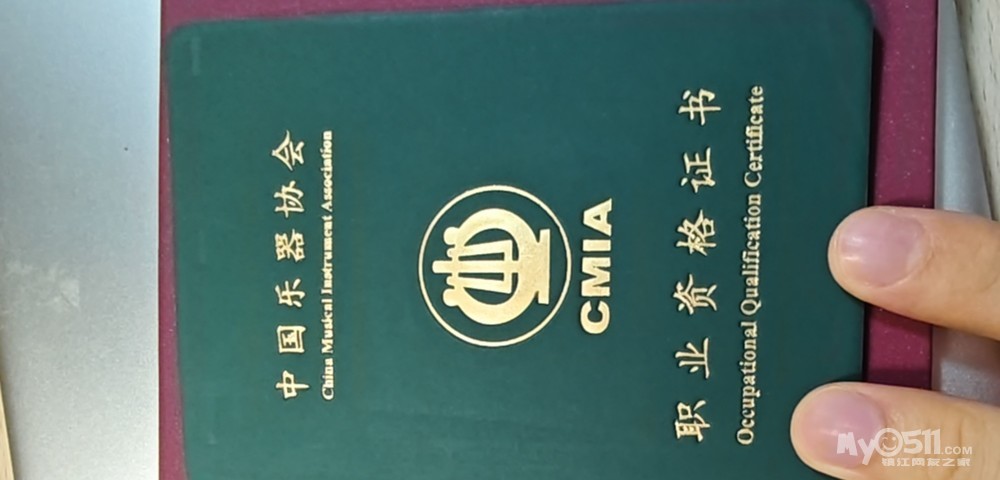 中国乐器协会
China Musical Instrument Association
CMIA
职业资格证书
Occupational Qualification Certificate
My0511.COM
镇江网友之家